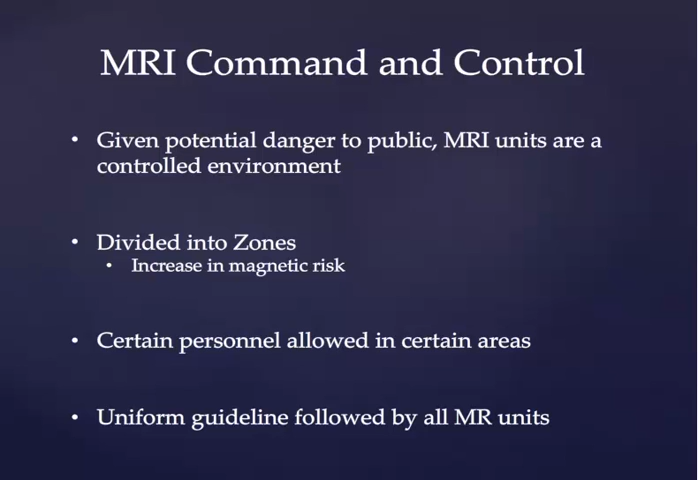 MRI Command and Control
• Given potential danger to public, MRI units are a
controlled environment
• Divided into Zones
• Increase in magnetic risk
• Certain personnel allowed in certain areas
• Uniform guideline followed by all MR units